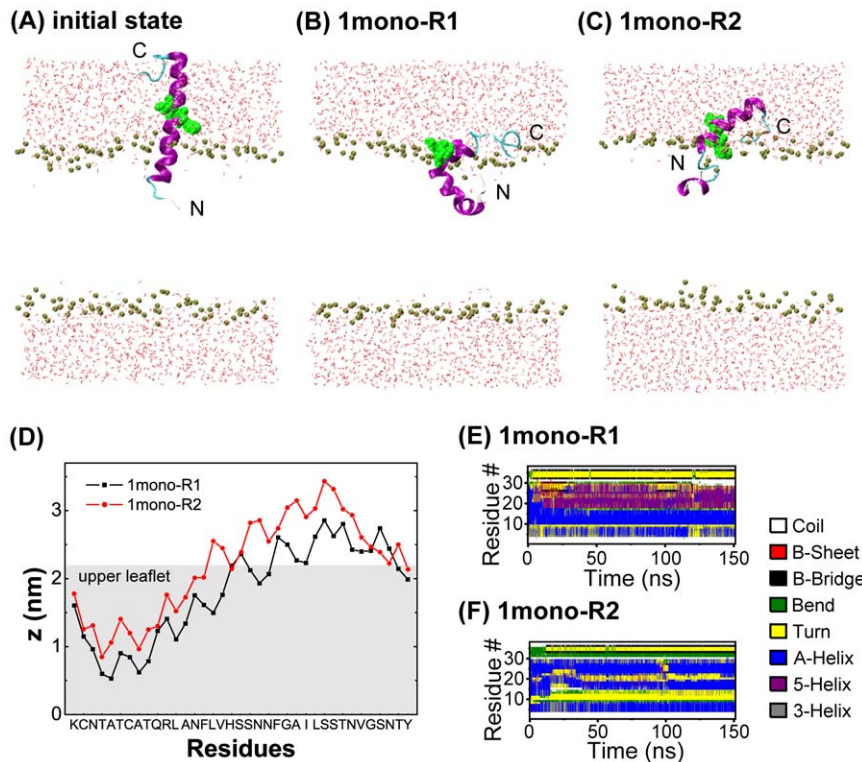 (A) initial state
(B) 1mono-R1
(C) 1mono-R2
C
N
C
N
C
N
(D)
1mono-R1
1mono-R2
upper leaflet
z (nm)
3
2
1
0
KCNTATCATQRLANFLVHSSNNFGAILSSTNVGSNTY
Residues
(E) 1mono-R1
Residue #
30
20
10
0 50 100 150
Time (ns)
(F) 1mono-R2
Residue #
30
20
10
0 50 100 150
Time (ns)
Coil
B-Sheet
B-Bridge
Bend
Turn
A-Helix
5-Helix
3-Helix